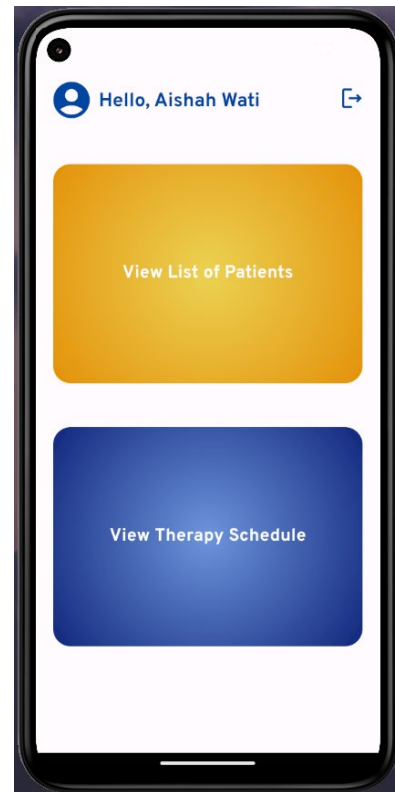 Hello, Aishah Wati
View List of Patients
View Therapy Schedule